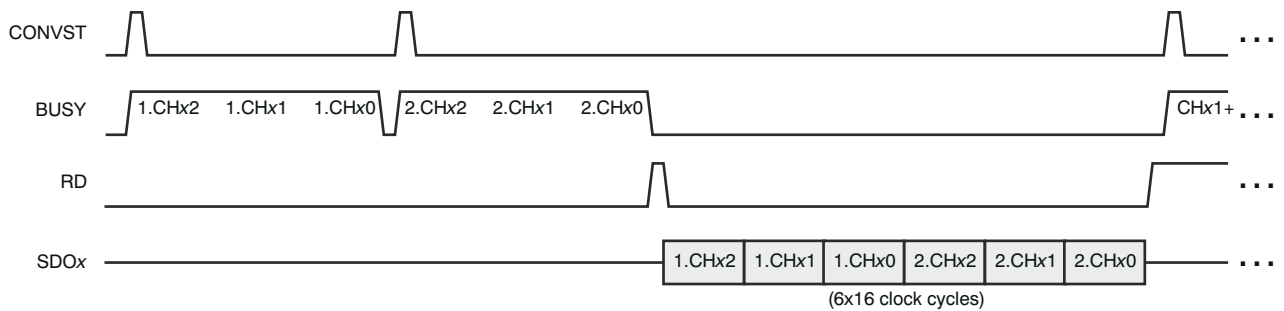 CONVST
...
BUSY 1.CHx2 1.CHx1 1.CHx0 2.CHx2 2.CHx1 2.CHx0 CHx1+ ...
RD
...
SDOx 1.CHx2 1.CHx1 1.CHx0 2.CHx2 2.CHx1 2.CHx0 ...
(6x16 clock cycles)